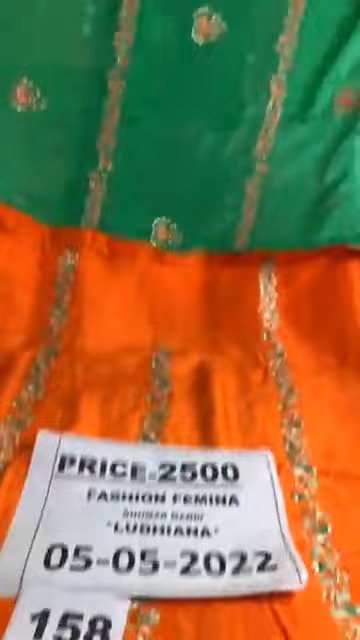 PRICE-2500
FASHION FEMINA
"LUDHIANA"
05-05-2022
158